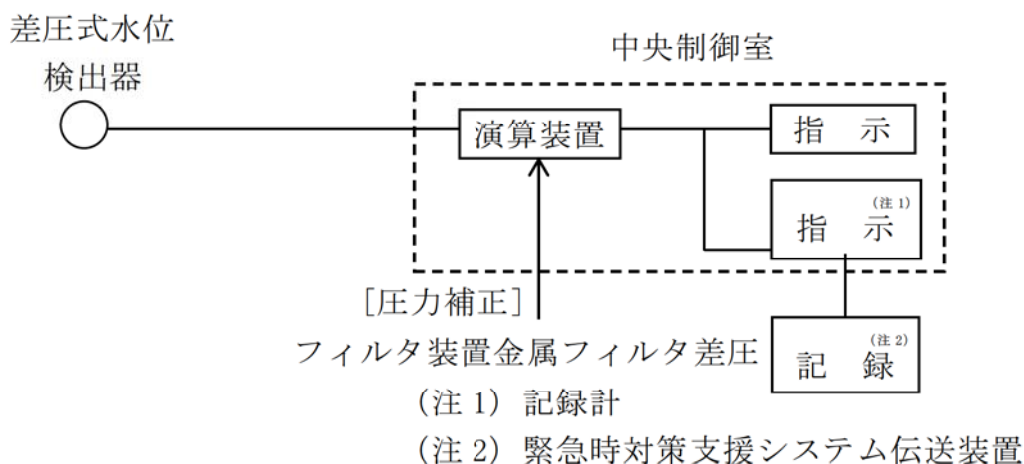 差圧式水位
検出器
中央制御室
演算装置
指 示
指 示 (注1)
[圧力補正]
フィルタ装置金属フィルタ差圧
記 録 (注2)
(注1) 記録計
(注2) 緊急時対策支援システム伝送装置